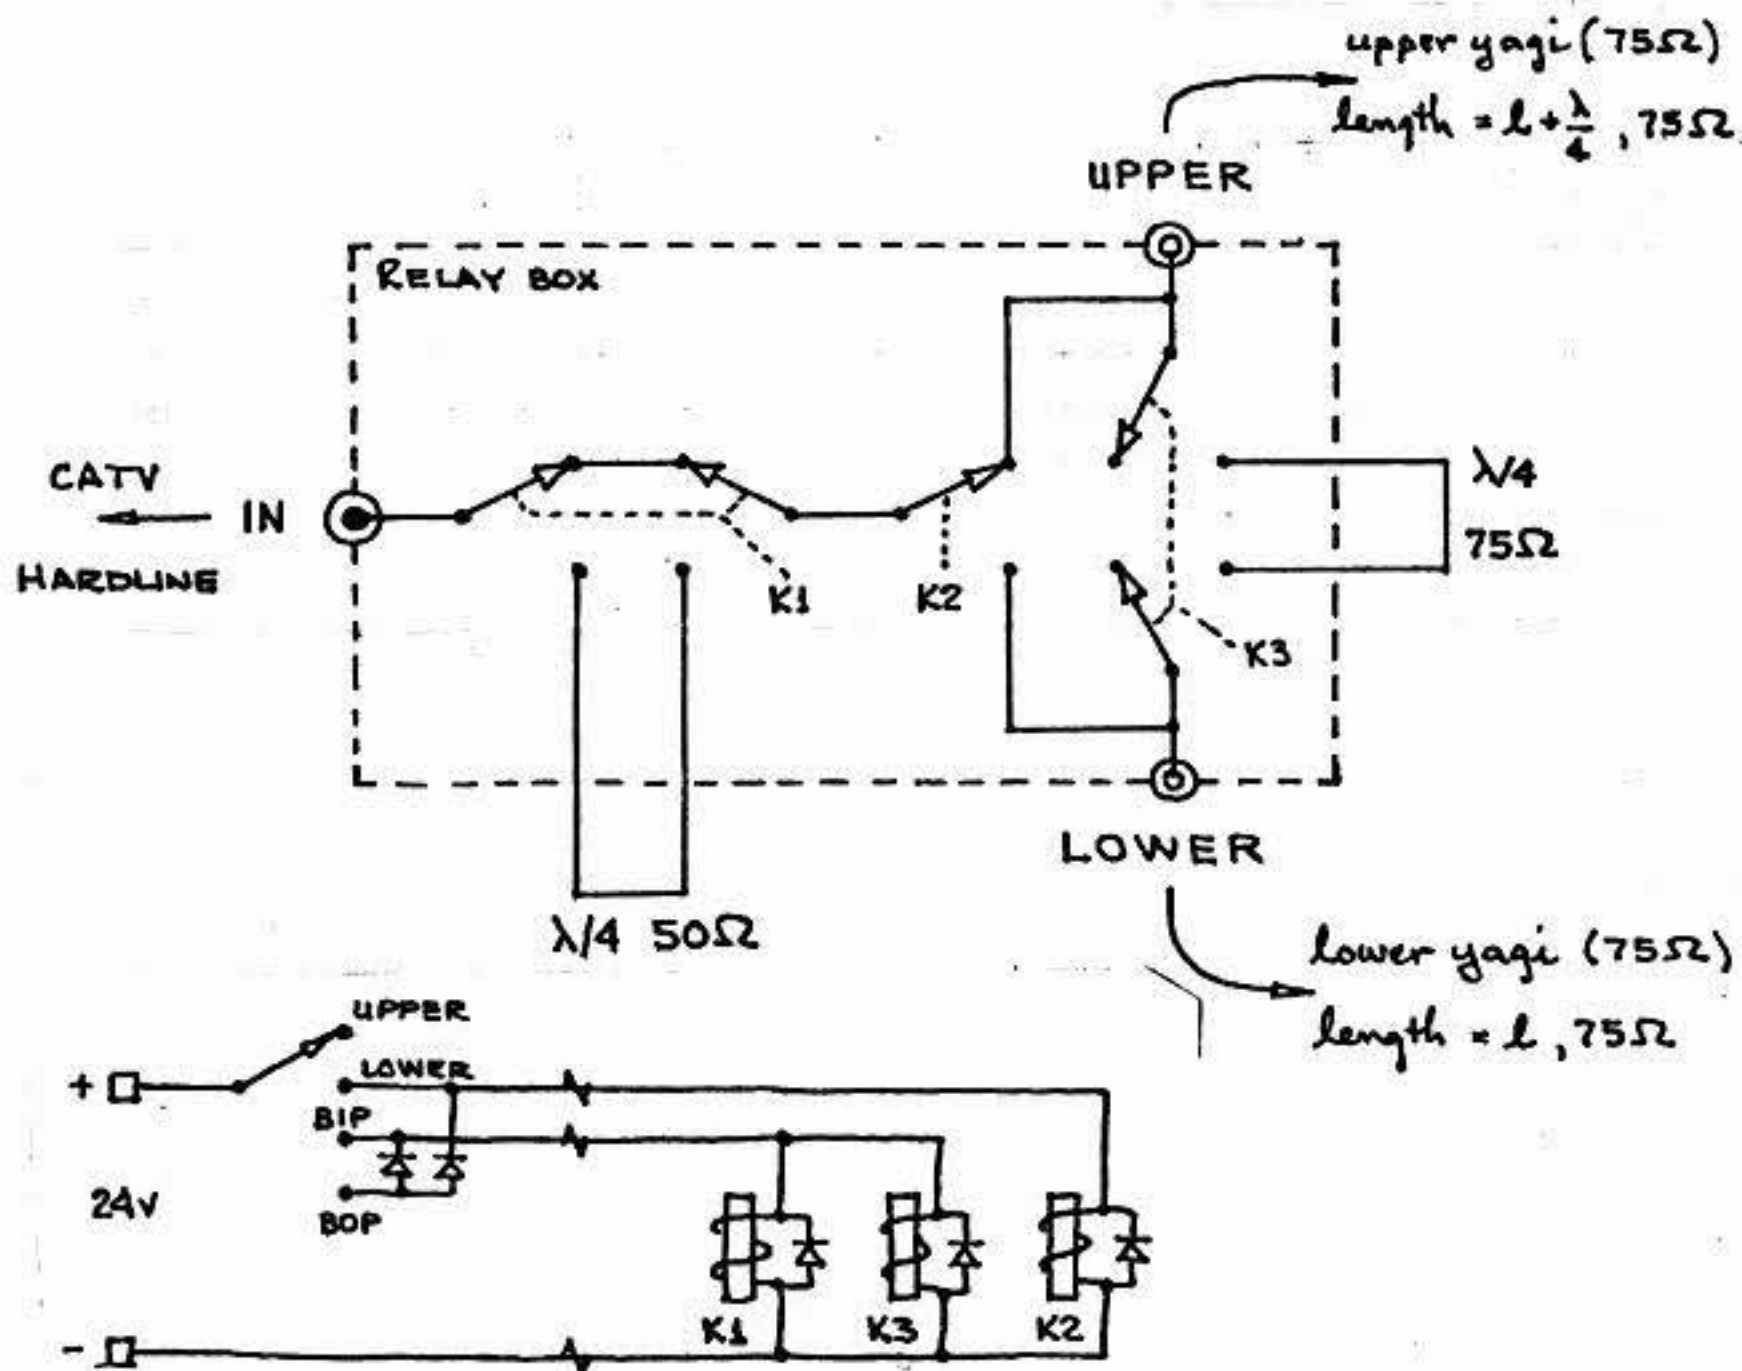 upper yagi (75Ω)
length = l + λ/4, 75Ω
UPPER
RELAY BOX
CATV
IN
HARDLINE
K1
K2
K3
λ/4
75Ω
λ/4 50Ω
LOWER
lower yagi (75Ω)
length = l, 75Ω
UPPER
+
LOWER
BIP
24V
BOP
K1
K3
K2
-